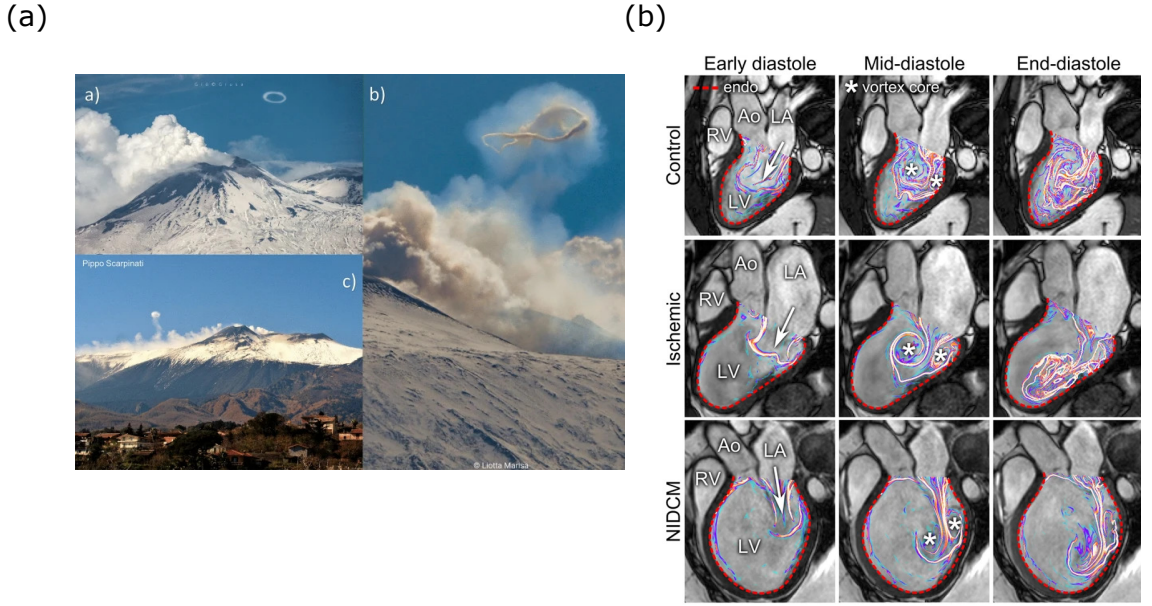 (a)
a)
b)
Pippo Scarpinati
c)
© Liotta Marisa
(b)
Early diastole Mid-diastole End-diastole
Control
endo
* vortex core
Ao LA
RV
LV
Ischemic
Ao
LA
RV
LV
* *
NIDCM
Ao
LA
RV
LV
* *